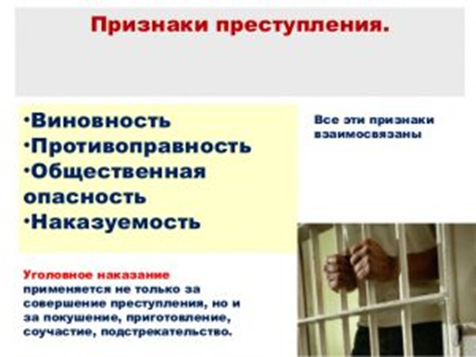 Признаки преступления.
•Виновность
•Противоправность
•Общественная
опасность
•Наказуемость
Все эти признаки
взаимосвязаны
Уголовное наказание
применяется не только за
совершение преступления, но и
за покушение, приготовление,
соучастие, подстрекательство.